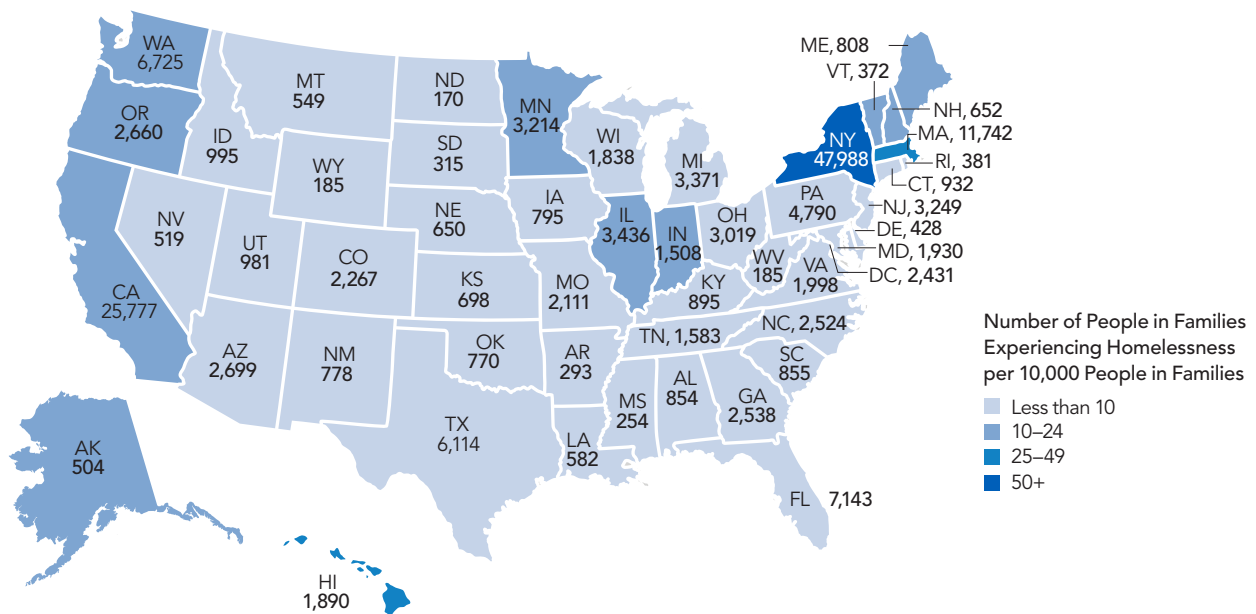 WA
6,725
OR
2,660
CA
25,777
ID
995
NV
519
MT
549
WY
185
UT
981
AZ
2,699
CO
2,267
NM
778
ND
170
SD
315
NE
650
KS
698
OK
770
TX
6,114
MN
3,214
IA
795
MO
2,111
AR
293
LA
582
WI
1,838
IL
3,436
MI
3,371
IN
1,508
OH
3,019
KY
895
TN, 1,583
MS
254
AL
854
GA
2,538
FL 7,143
SC
855
NC, 2,524
VA
1,998
WV
185
PA
4,790
NY
47,988
ME, 808
VT, 372
NH, 652
MA, 11,742
RI, 381
CT, 932
NJ, 3,249
DE, 428
MD, 1,930
DC, 2,431
AK
504
HI
1,890
Number of People in Families
Experiencing Homelessness
per 10,000 People in Families
Less than 10
10–24
25–49
50+